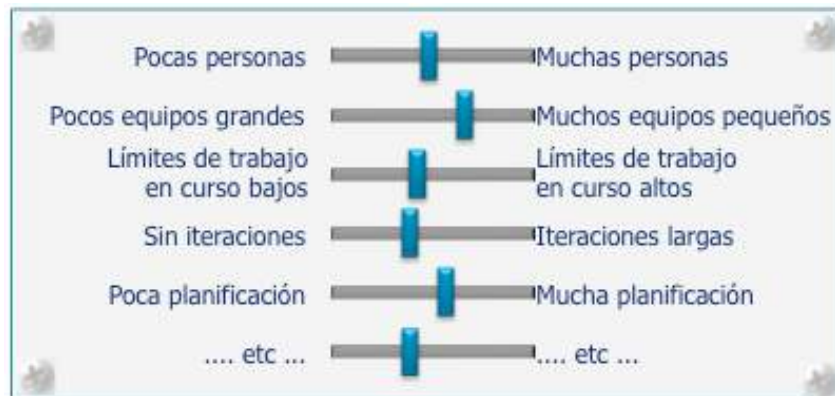 Pocas personas Muchas personas
Pocos equipos grandes Muchos equipos pequeños
Límites de trabajo Límites de trabajo
en curso bajos en curso altos
Sin iteraciones Iteraciones largas
Poca planificación Mucha planificación
.... etc ... .... etc ...